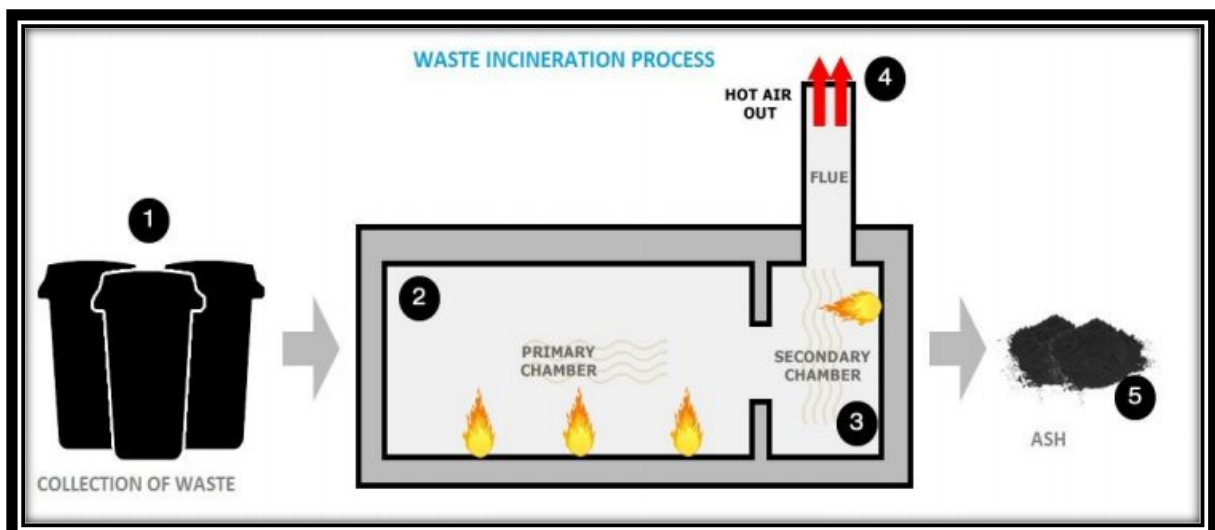 WASTE INCINERATION PROCESS
4
HOT AIR
OUT
FLUE
1
2
PRIMARY
CHAMBER
SECONDARY
CHAMBER
3
5
ASH
COLLECTION OF WASTE